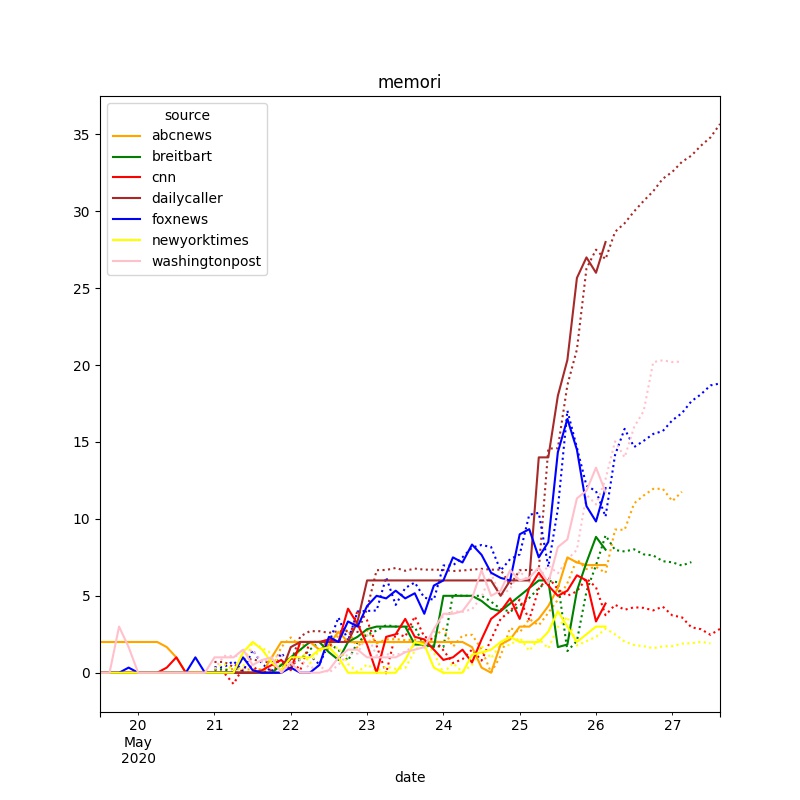 memori
source
abcnews
breitbart
cnn
dailycaller
foxnews
newyorktimes
washingtonpost
35
30
25
20
15
10
5
0
20 21 22 23 24 25 26 27
May
2020
date